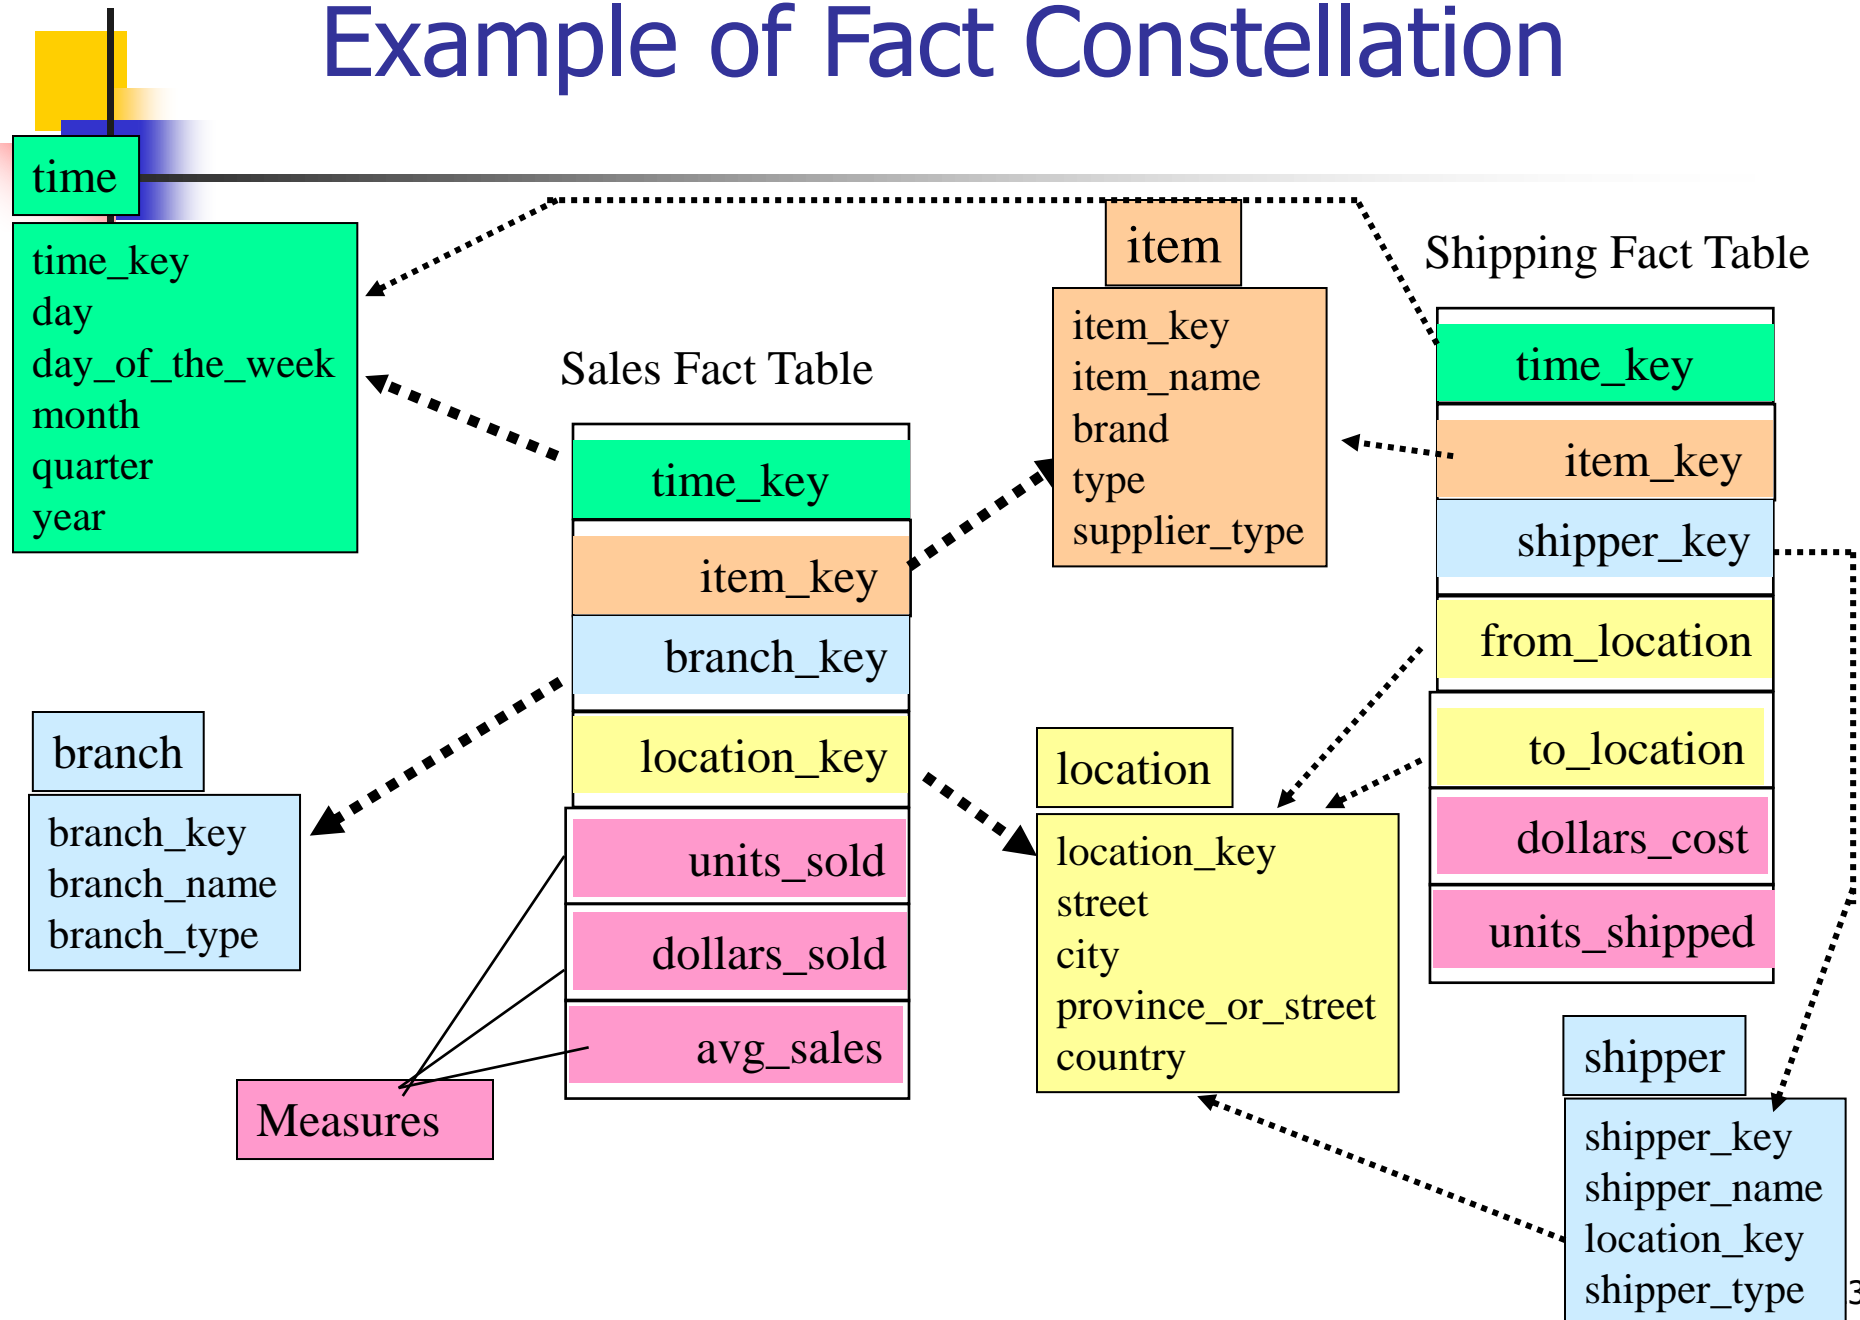 Example of Fact Constellation
time
time_key
day
day_of_the_week
month
quarter
year
Sales Fact Table
time_key
item_key
branch_key
location_key
units_sold
dollars_sold
avg_sales
Measures
branch
branch_key
branch_name
branch_type
item
item_key
item_name
brand
type
supplier_type
location
location_key
street
city
province_or_street
country
Shipping Fact Table
time_key
item_key
shipper_key
from_location
to_location
dollars_cost
units_shipped
shipper
shipper_key
shipper_name
location_key
shipper_type